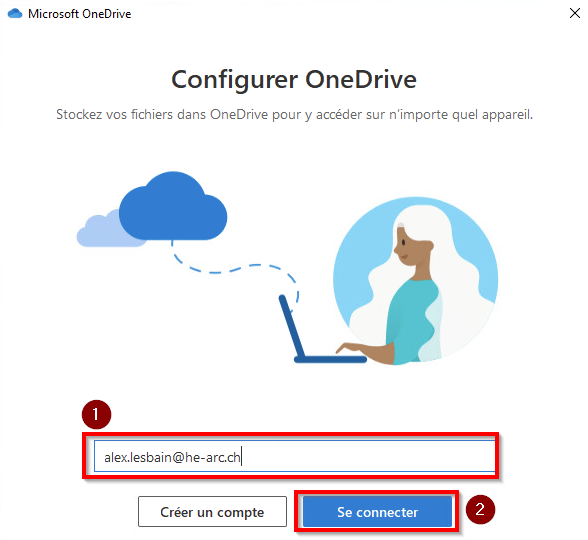 Microsoft OneDrive
Configurer OneDrive
Stockez vos fichiers dans OneDrive pour y accéder sur n'importe quel appareil.
1
alex.lesbain@he-arc.ch
Créer un compte
Se connecter
2